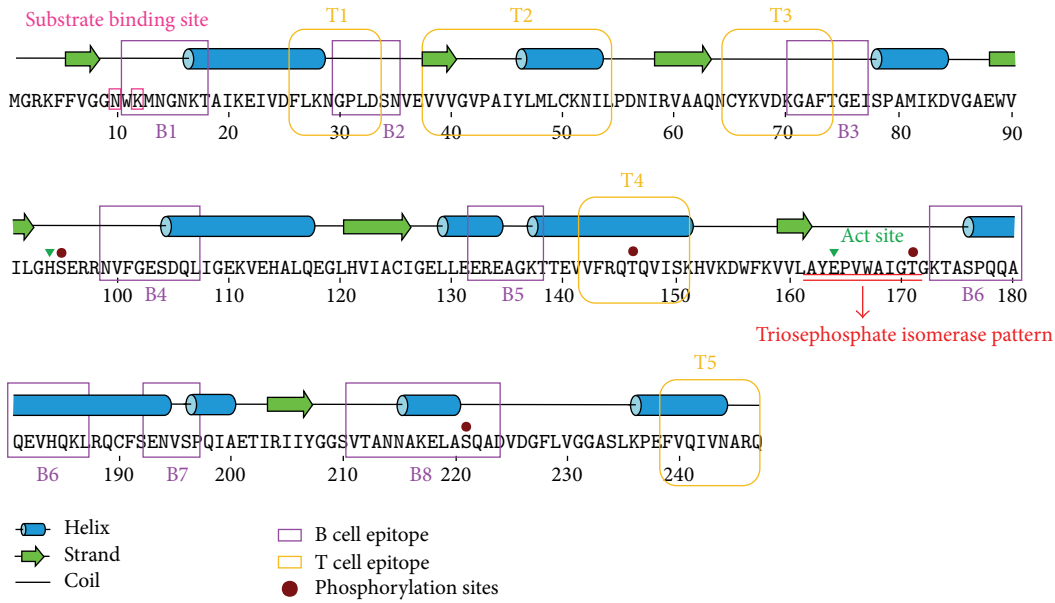 T1 T2 T3
Substrate binding site
MGRKFFVGGNWKMNGNKTAIKEIVDFLKNGPLDSNVEVVVGVPAIYLMLCKNILPDNIRVAAQNCYKVDKGAFTGEISPAMIKDVGAEWV
10 20 30 40 50 60 70 80 90
B1 B2 B3
T4
Act site
ILGHSERRNVFGESDQLIGEKVEHALQEGLHVIACIGELLEEREAGKTTEVVFRQTQVISKHVKDWFKVVLAYEPVWAIGTGKTASPQQA
100 110 120 130 140 150 160 170 180
B4 B5 B6
Triosephosphate isomerase pattern
T5
QEVHQKLRQCFSENVSPQIAETIRIIYGGSVTANNAKELASQADVDGFLVGGASLKPEFVQIVNARQ
190 200 210 220 230 240
B6 B7 B8
Helix
Strand
Coil
B cell epitope
T cell epitope
Phosphorylation sites